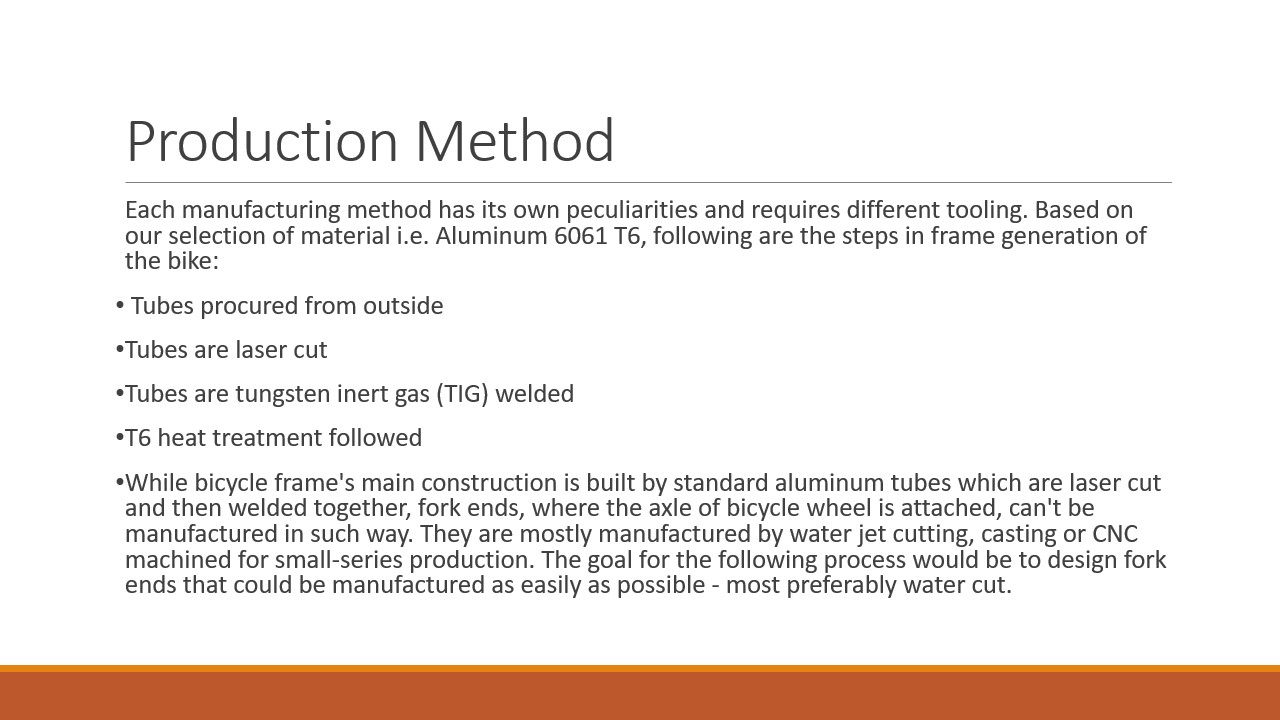 Production Method
Each manufacturing method has its own peculiarities and requires different tooling. Based on
our selection of material i.e. Aluminum 6061 T6, following are the steps in frame generation of
the bike:
• Tubes procured from outside
•Tubes are laser cut
•Tubes are tungsten inert gas (TIG) welded
•T6 heat treatment followed
•While bicycle frame's main construction is built by standard aluminum tubes which are laser cut
and then welded together, fork ends, where the axle of bicycle wheel is attached, can't be
manufactured in such way. They are mostly manufactured by water jet cutting, casting or CNC
machined for small-series production. The goal for the following process would be to design fork
ends that could be manufactured as easily as possible - most preferably water cut.